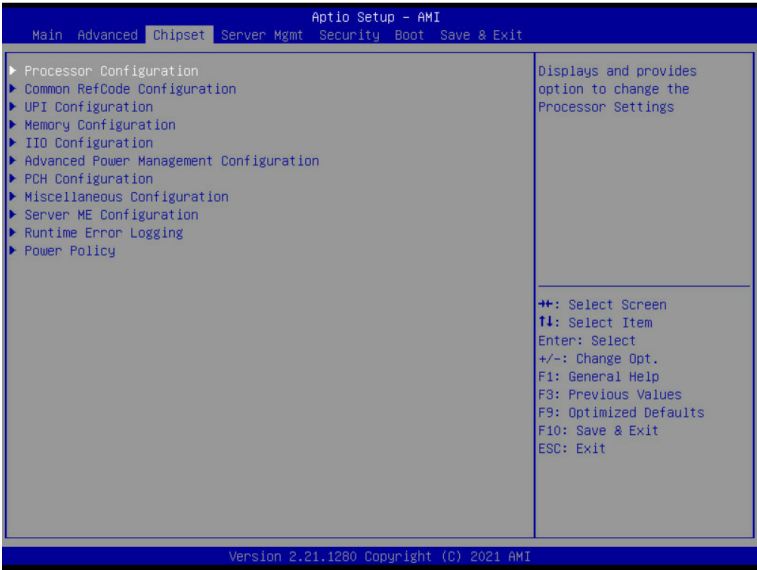 Aptio Setup – AMI
Main Advanced Chipset Server Mgmt Security Boot Save & Exit
Processor Configuration
Common RefCode Configuration
UPI Configuration
Memory Configuration
IIO Configuration
Advanced Power Management Configuration
PCH Configuration
Miscellaneous Configuration
Server ME Configuration
Runtime Error Logging
Power Policy
Displays and provides
option to change the
Processor Settings
→←: Select Screen
↑↓: Select Item
Enter: Select
+/-: Change Opt.
F1: General Help
F3: Previous Values
F9: Optimized Defaults
F10: Save & Exit
ESC: Exit
Version 2.21.1280 Copyright (C) 2021 AMI